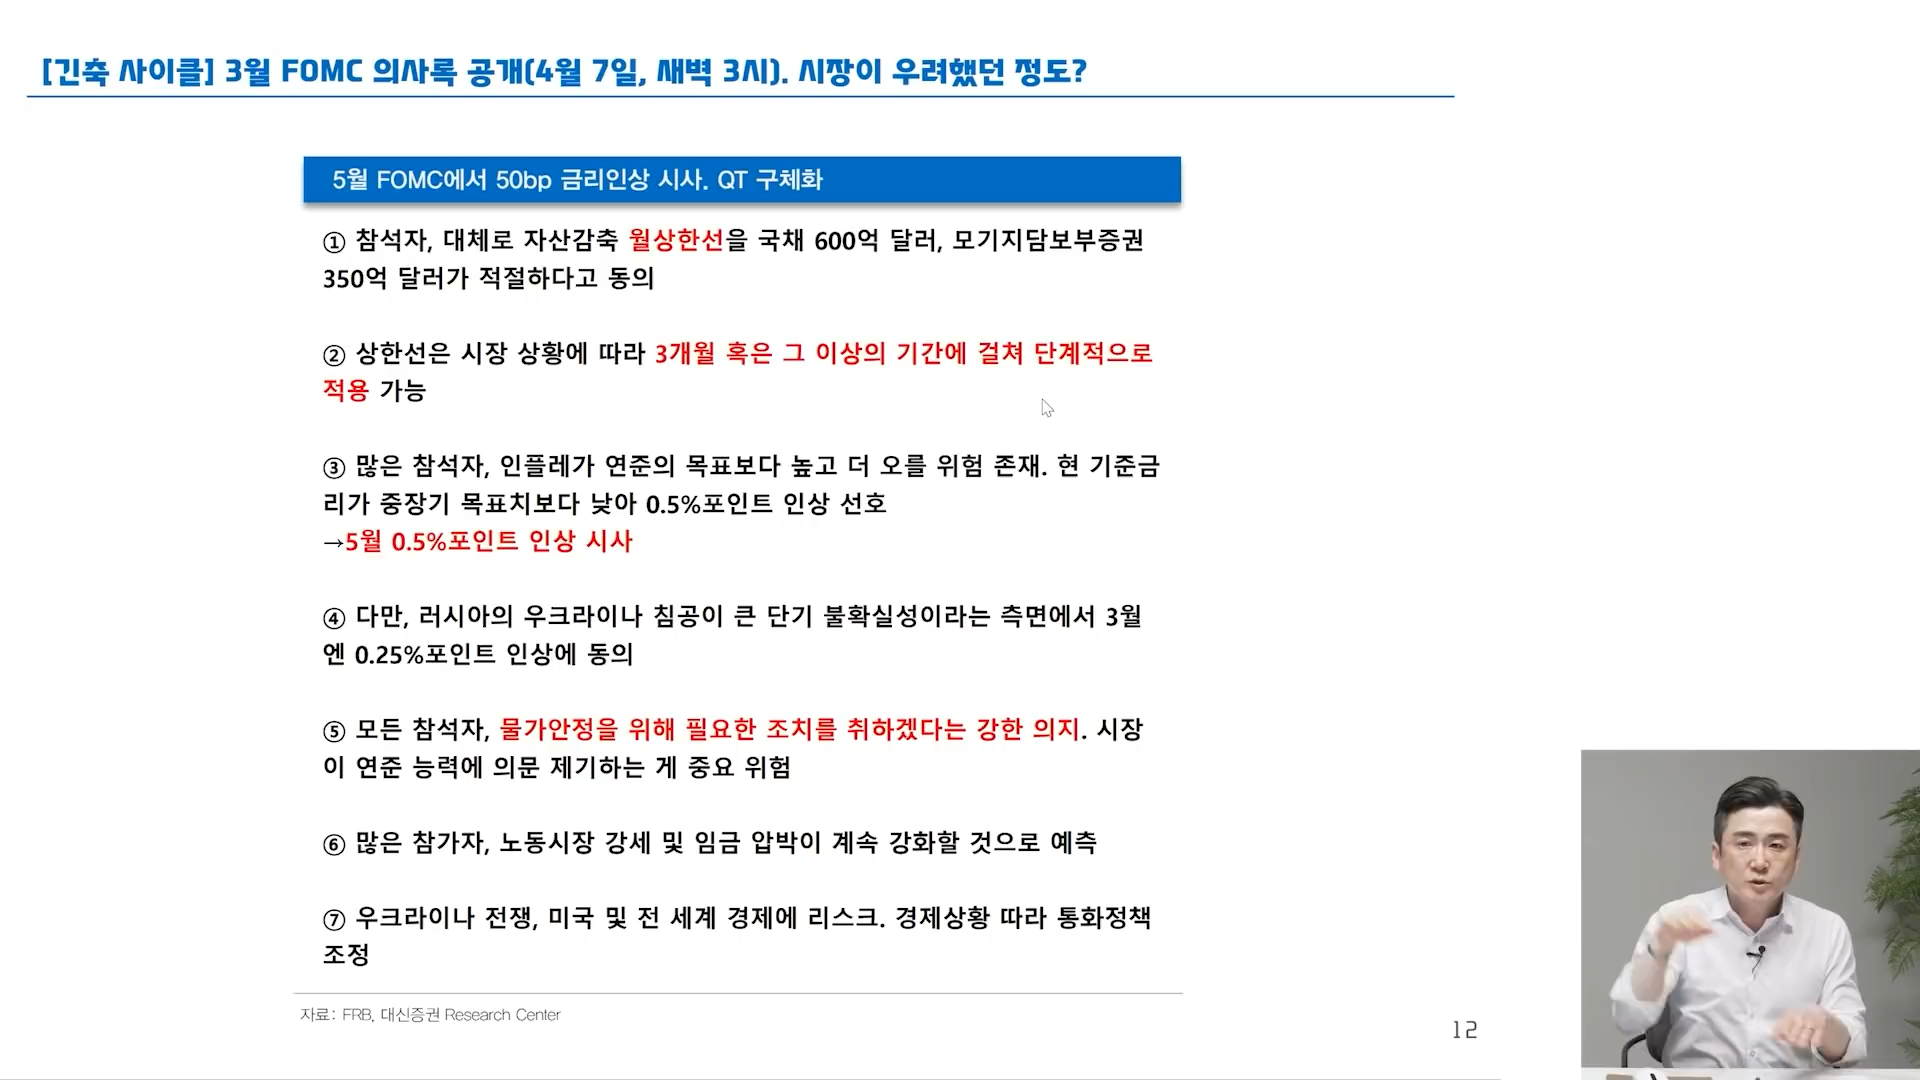 [긴축 사이클] 3월 FOMC 의사록 공개(4월 7일, 새벽 3시). 시장이 우려했던 정도?
5월 FOMC에서 50bp 금리인상 시사. QT 구체화
① 참석자, 대체로 자산감축 월상한선을 국채 600억 달러, 모기지담보부증권
350억 달러가 적절하다고 동의
② 상한선은 시장 상황에 따라 3개월 혹은 그 이상의 기간에 걸쳐 단계적으로
적용 가능
③ 많은 참석자, 인플레가 연준의 목표보다 높고 더 오를 위험 존재. 현 기준금
리가 중장기 목표치보다 낮아 0.5%포인트 인상 선호
→5월 0.5%포인트 인상 시사
④ 다만, 러시아의 우크라이나 침공이 큰 단기 불확실성이라는 측면에서 3월
엔 0.25%포인트 인상에 동의
⑤ 모든 참석자, 물가안정을 위해 필요한 조치를 취하겠다는 강한 의지. 시장
이 연준 능력에 의문 제기하는 게 중요 위험
⑥ 많은 참가자, 노동시장 강세 및 임금 압박이 계속 강화할 것으로 예측
⑦ 우크라이나 전쟁, 미국 및 전 세계 경제에 리스크. 경제상황 따라 통화정책
조정
자료: FRB, 대신증권 Research Center
12